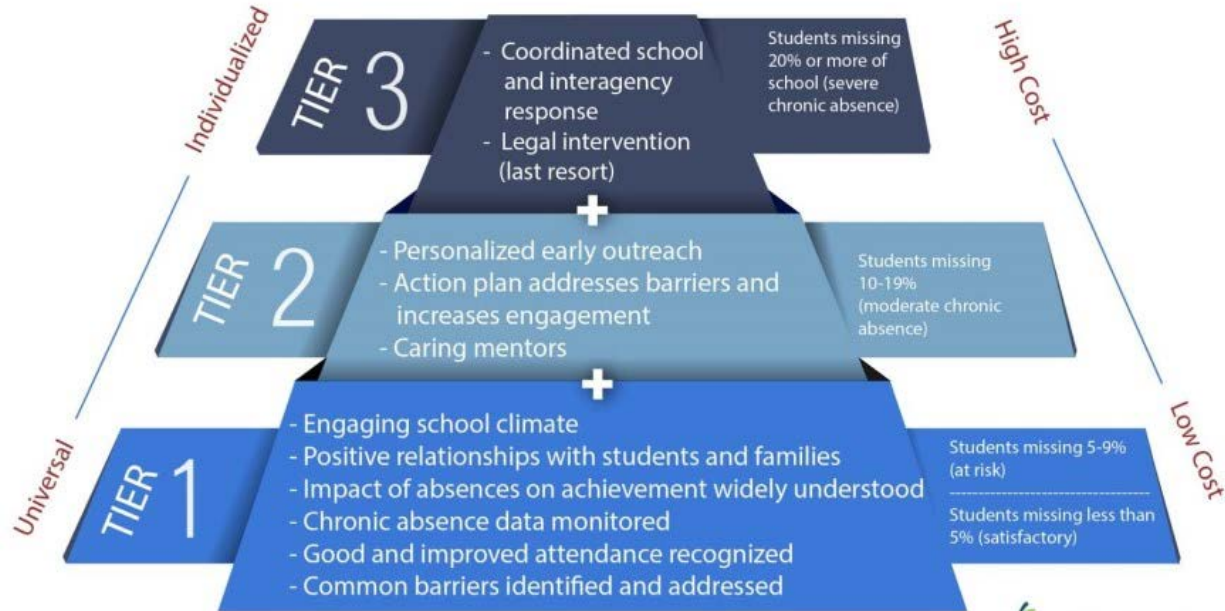 Individualized
Universal
High Cost
Low Cost
TIER 3
- Coordinated school
and interagency
response
- Legal intervention
(last resort)
Students missing
20% or more of
school (severe
chronic absence)
+
TIER 2
- Personalized early outreach
- Action plan addresses barriers and
increases engagement
- Caring mentors
Students missing
10-19%
(moderate chronic
absence)
+
TIER 1
- Engaging school climate
- Positive relationships with students and families
- Impact of absences on achievement widely understood
- Chronic absence data monitored
- Good and improved attendance recognized
- Common barriers identified and addressed
Students missing 5-9%
(at risk)
Students missing less than
5% (satisfactory)